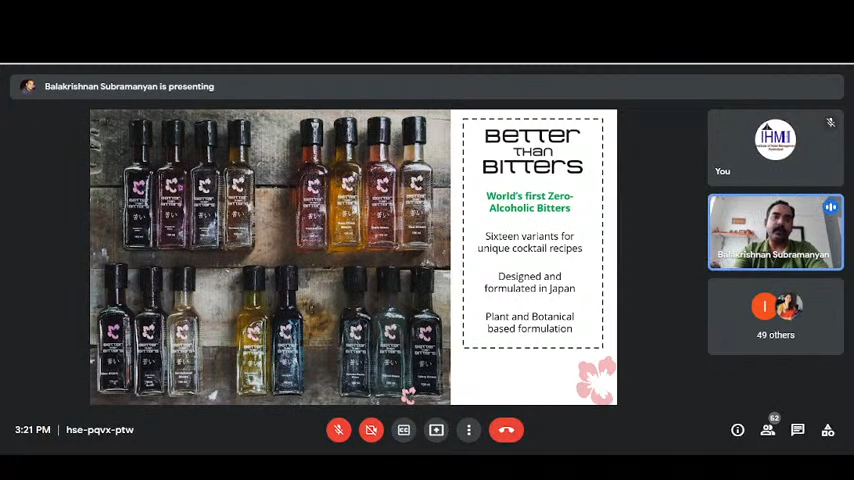 Balakrishnan Subramanyan is presenting
BETTER
THAN
BITTERS
World's first Zero-
Alcoholic Bitters
Sixteen variants for
unique cocktail recipes
Designed and
formulated in Japan
Plant and Botanical
based formulation
IHM
You
Balakrishnan Subramanyan
I
49 others
3:21 PM | hse-pqvx-ptw
62